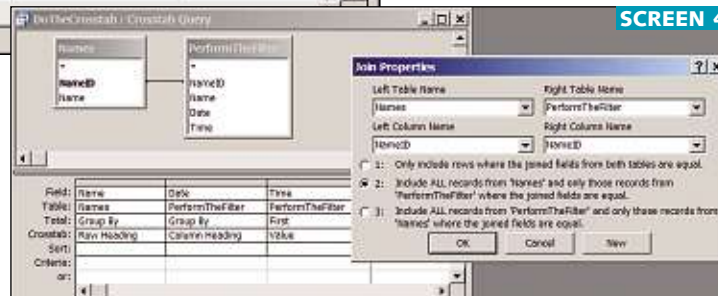 SCREEN 4
DoTheCrosstab : Crosstab Query
Names
*
NameID
Name
PerformTheFilter
*
NameID
Name
Date
Time
Join Properties
Left Table Name
Right Table Name
Names
PerformTheFilter
Left Column Name
Right Column Name
NameID
NameID
1: Only include rows where the joined fields from both tables are equal.
2: Include ALL records from 'Names' and only those records from
'PerformTheFilter' where the joined fields are equal.
3: Include ALL records from 'PerformTheFilter' and only those records from
'Names' where the joined fields are equal.
OK
Cancel
New
Field: Name Date Time
Table: Names PerformTheFilter PerformTheFilter
Total: Group By Group By First
Crosstab: Row Heading Column Heading Value
Sort:
Criteria:
or: